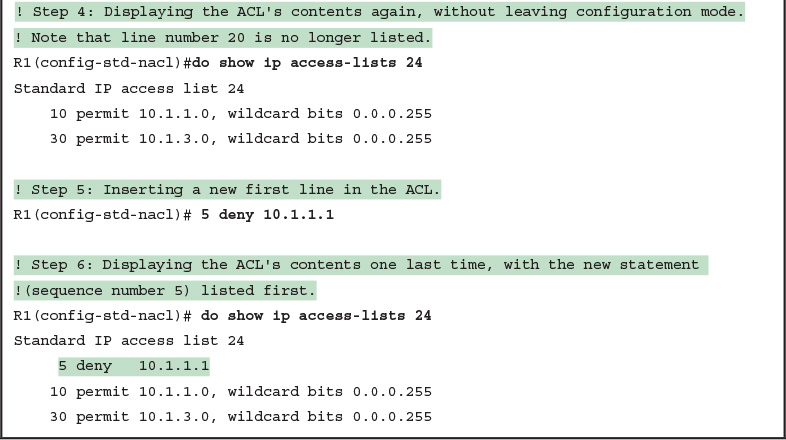 ! Step 4: Displaying the ACL's contents again, without leaving configuration mode.
! Note that line number 20 is no longer listed.
R1(config-std-nacl)#do show ip access-lists 24
Standard IP access list 24
    10 permit 10.1.1.0, wildcard bits 0.0.0.255
    30 permit 10.1.3.0, wildcard bits 0.0.0.255
! Step 5: Inserting a new first line in the ACL.
R1(config-std-nacl)# 5 deny 10.1.1.1
! Step 6: Displaying the ACL's contents one last time, with the new statement
!(sequence number 5) listed first.
R1(config-std-nacl)# do show ip access-lists 24
Standard IP access list 24
     5 deny   10.1.1.1
    10 permit 10.1.1.0, wildcard bits 0.0.0.255
    30 permit 10.1.3.0, wildcard bits 0.0.0.255